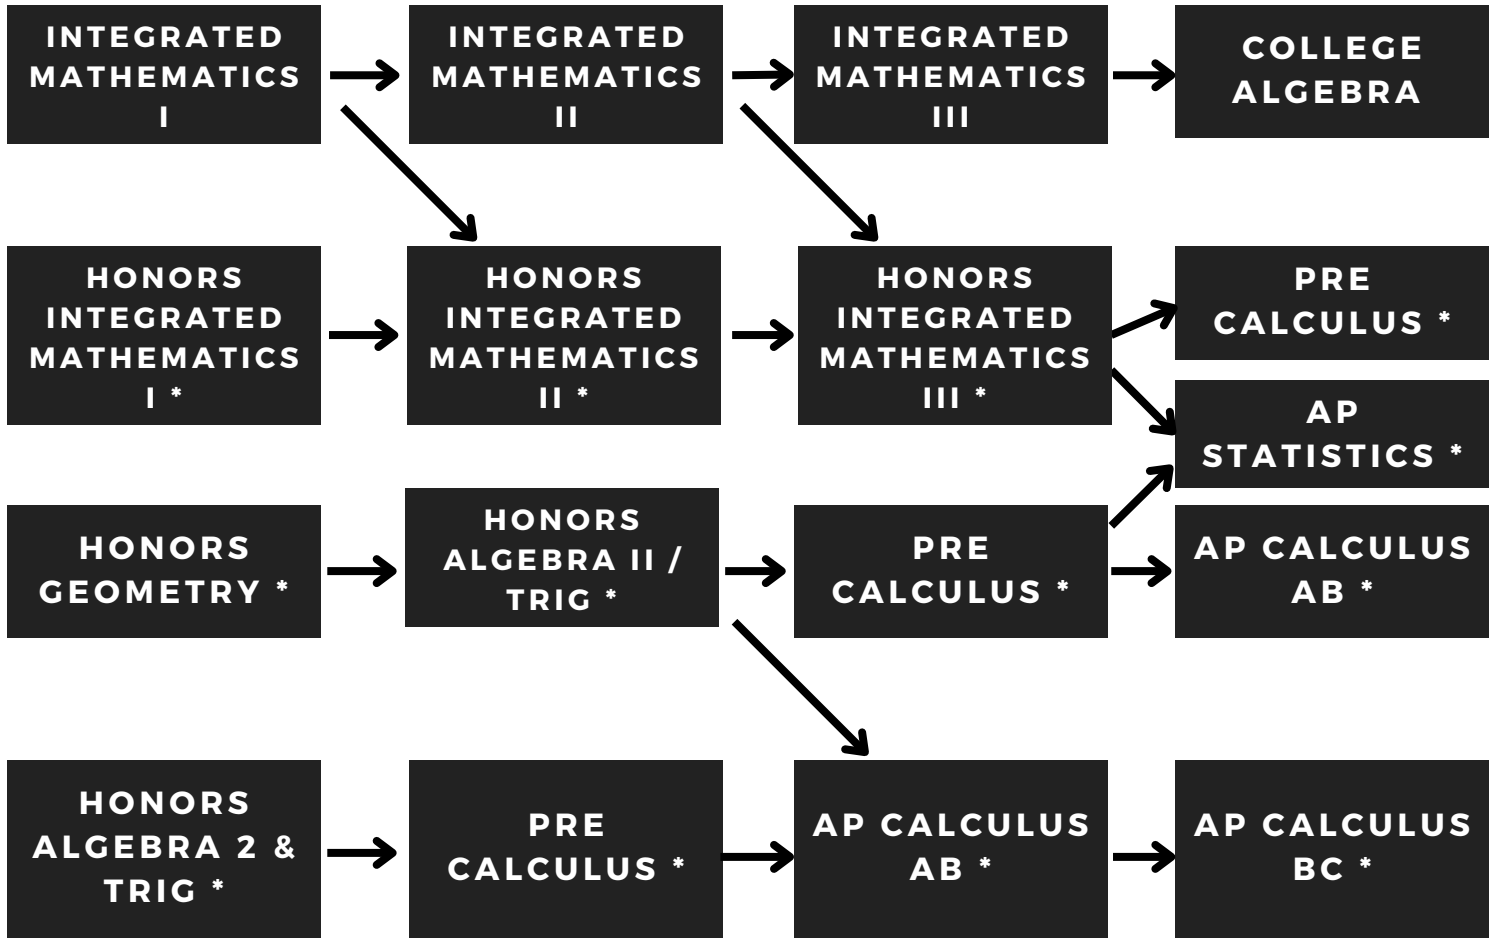 INTEGRATED
MATHEMATICS
I
INTEGRATED
MATHEMATICS
II
INTEGRATED
MATHEMATICS
III
COLLEGE
ALGEBRA
HONORS
INTEGRATED
MATHEMATICS
I *
HONORS
INTEGRATED
MATHEMATICS
II *
HONORS
INTEGRATED
MATHEMATICS
III *
PRE
CALCULUS *
AP
STATISTICS *
HONORS
GEOMETRY *
HONORS
ALGEBRA II /
TRIG *
PRE
CALCULUS *
AP CALCULUS
AB *
HONORS
ALGEBRA 2 &
TRIG *
PRE
CALCULUS *
AP CALCULUS
AB *
AP CALCULUS
BC *